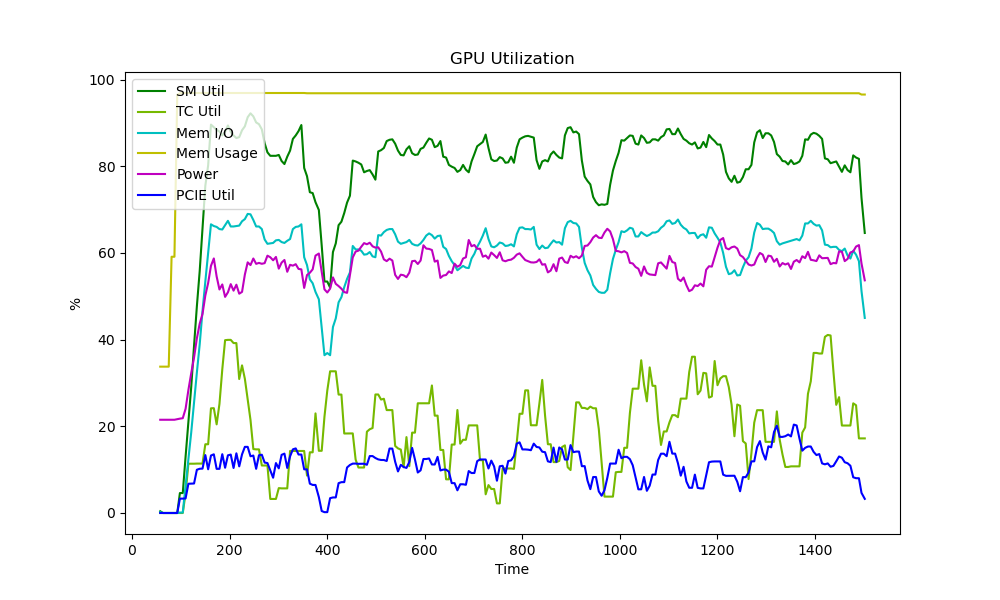 GPU Utilization
SM Util
TC Util
Mem I/O
Mem Usage
Power
PCIE Util
100
80
60
40
20
0
%
0 200 400 600 800 1000 1200 1400
Time